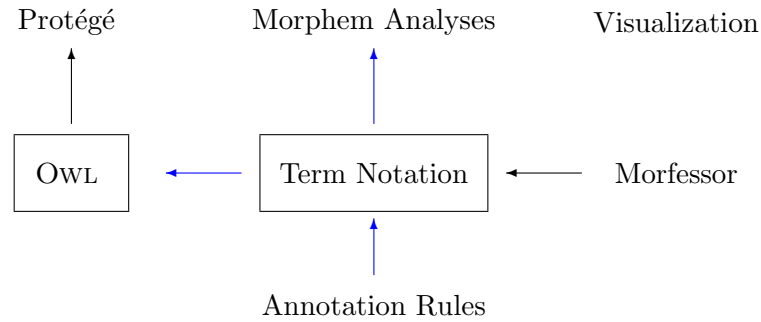 Protégé
Morphem Analyses
Visualization
OWL
Term Notation
Morfessor
Annotation Rules